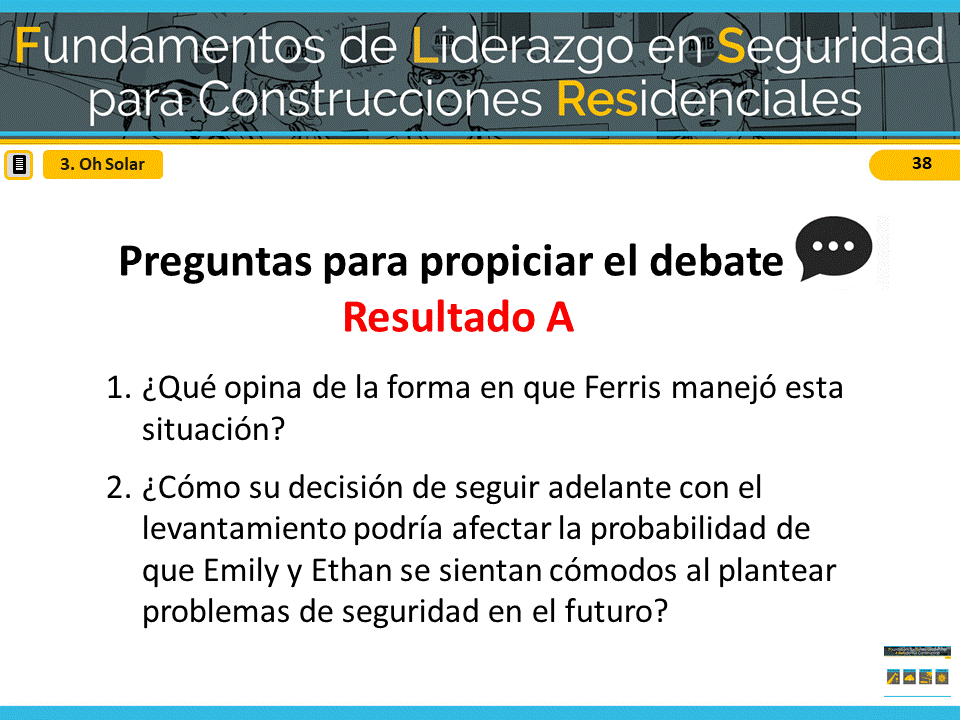 Fundamentos de Liderazgo en Seguridad
para Construcciones Residenciales
3. Oh Solar
38
Preguntas para propiciar el debate
Resultado A
1. ¿Qué opina de la forma en que Ferris manejó esta
situación?
2. ¿Cómo su decisión de seguir adelante con el
levantamiento podría afectar la probabilidad de
que Emily y Ethan se sientan cómodos al plantear
problemas de seguridad en el futuro?